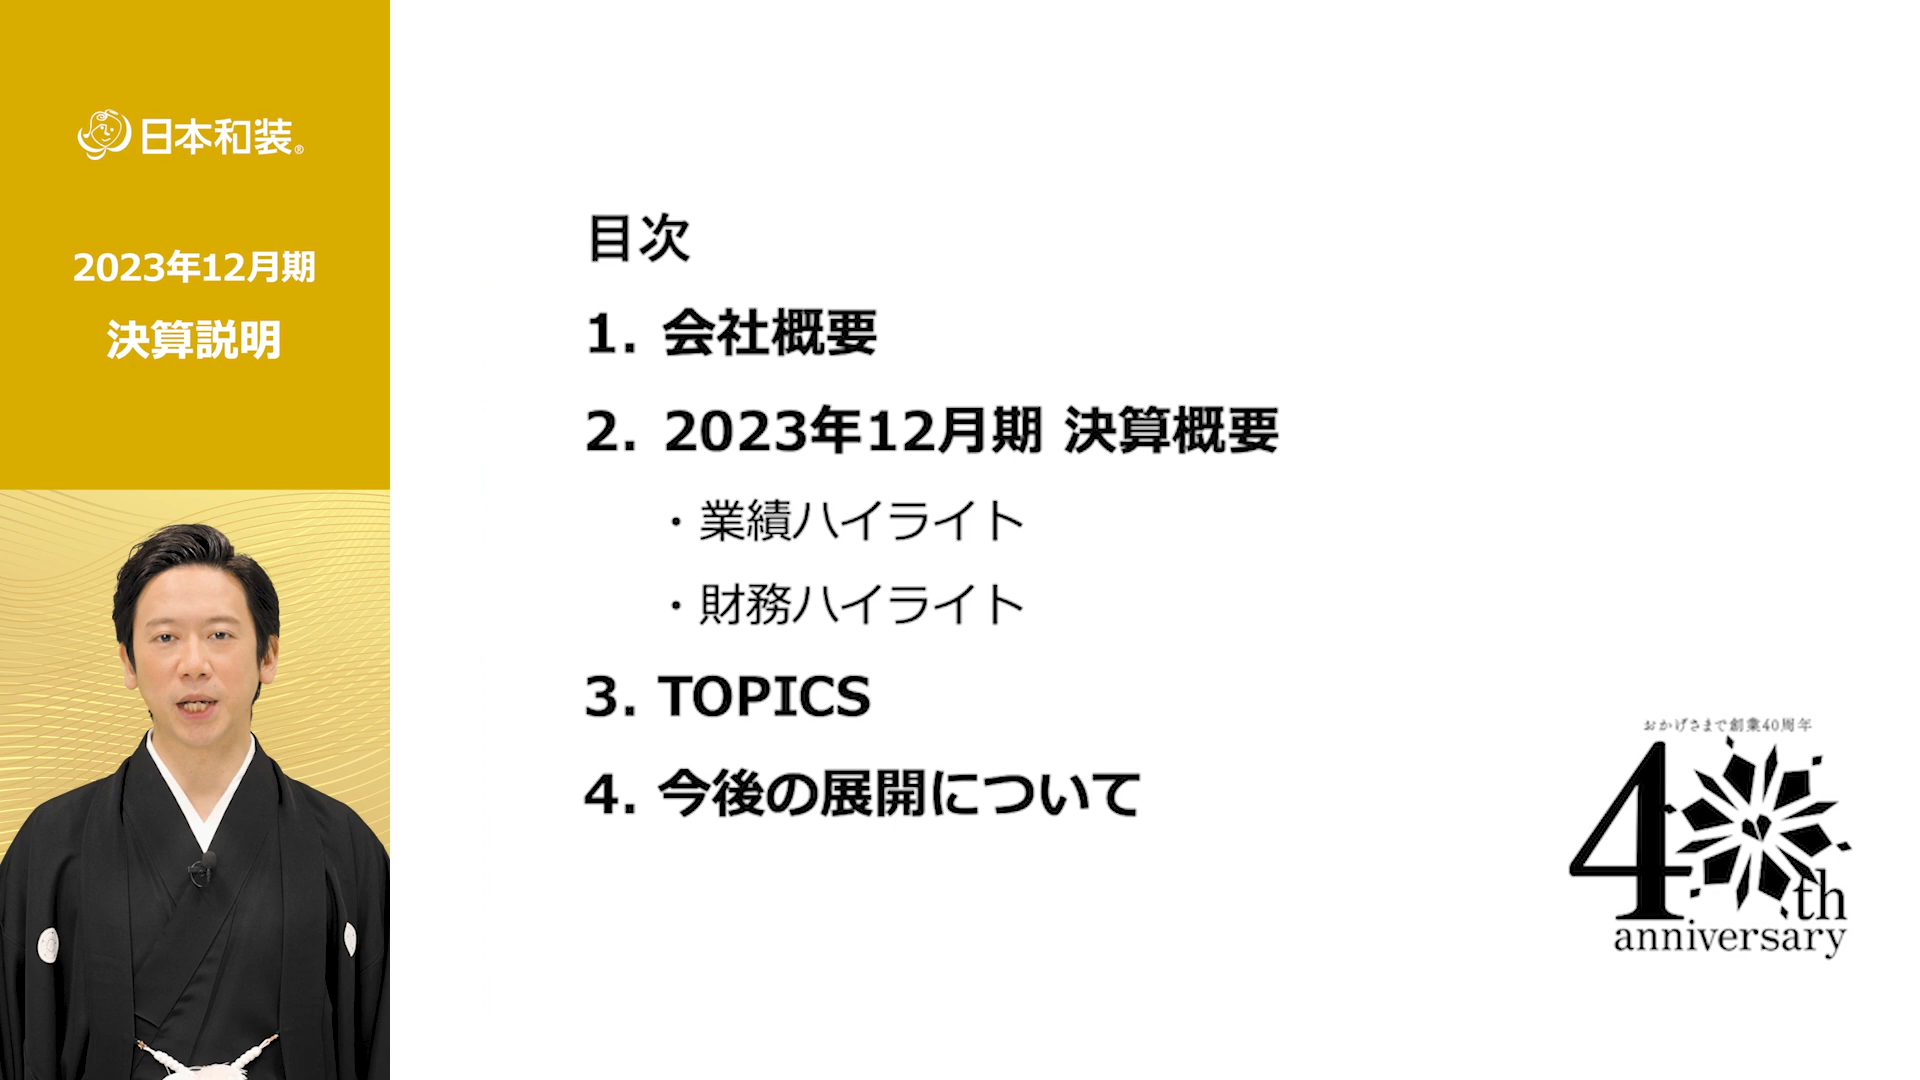 日本和装®
2023年12月期
決算説明
目次
1. 会社概要
2. 2023年12月期 決算概要
・業績ハイライト
・財務ハイライト
3. TOPICS
4. 今後の展開について
おかげさまで創業40周年
40th
anniversary